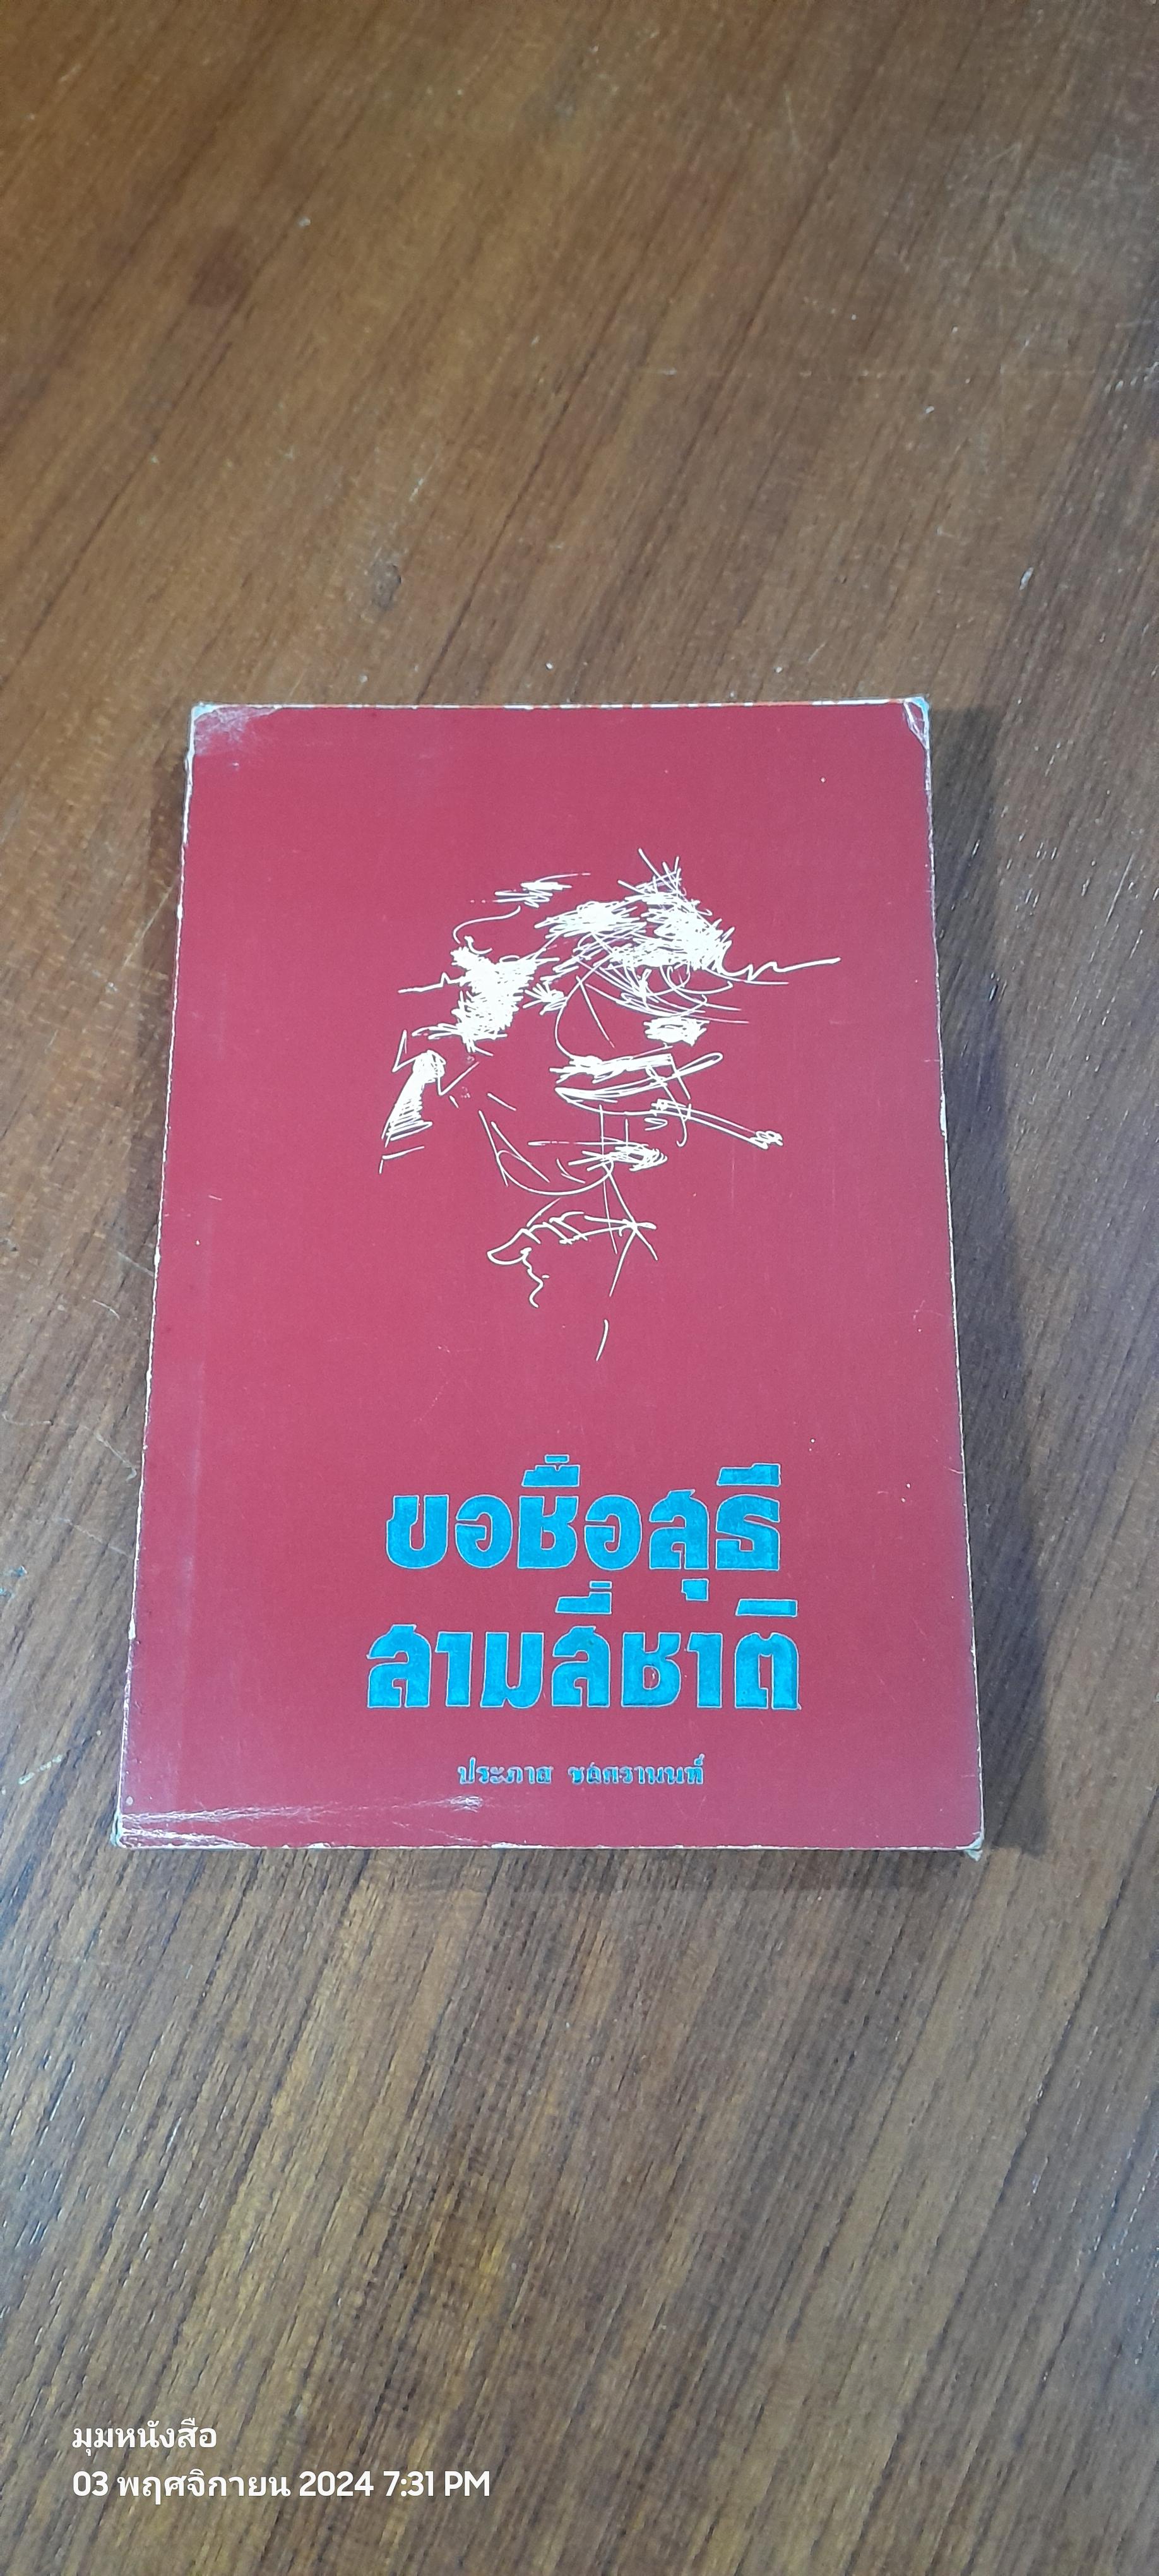 ขอชื่อสุธี
สามสี่ชาติ
ประภาส ชลศรานนท์
มุมหนังสือ
03 พฤศจิกายน 2024 7:31 PM